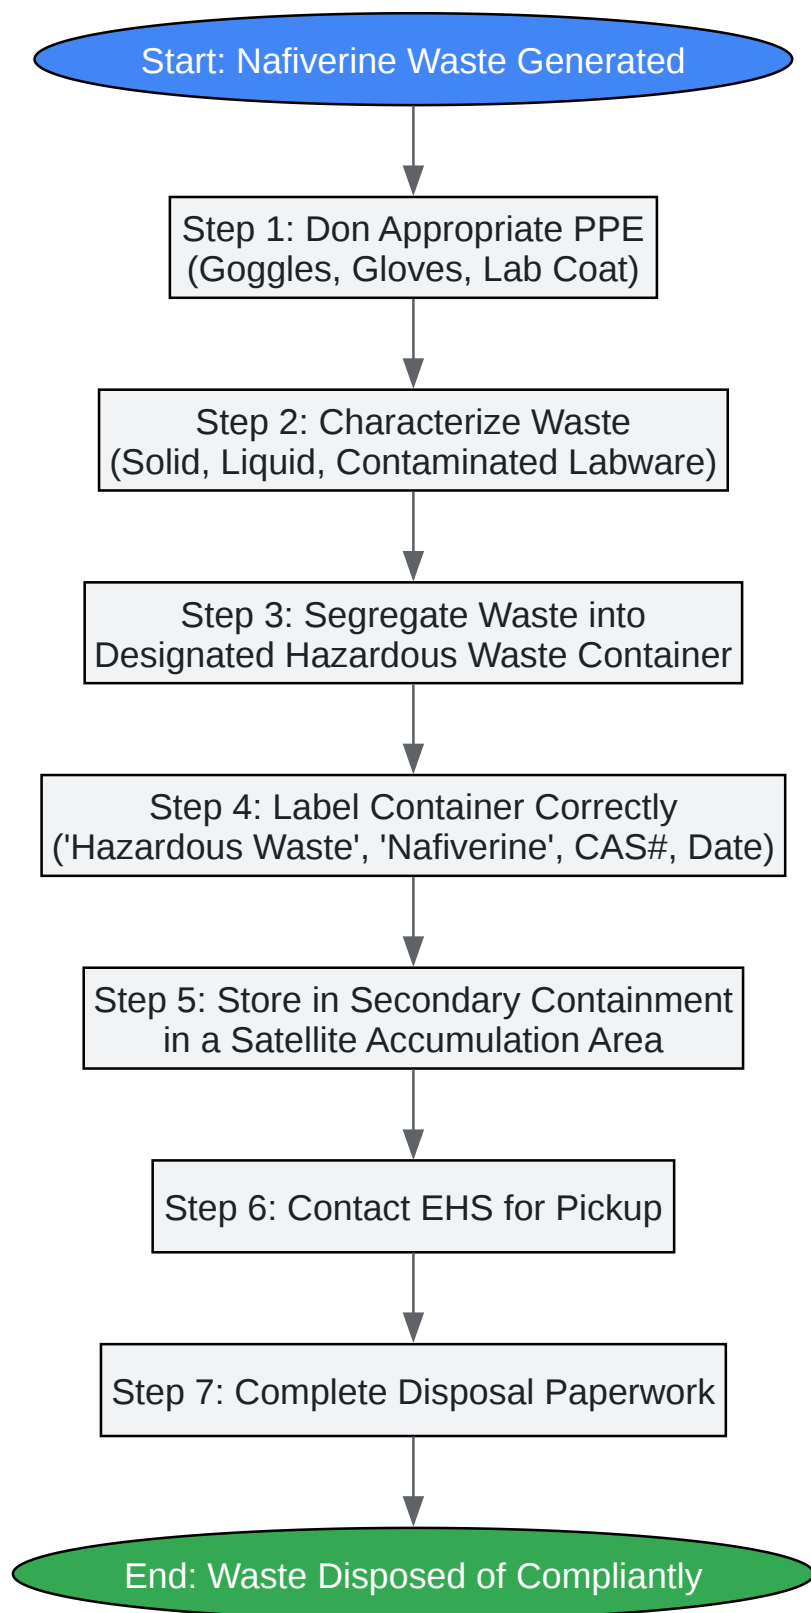 Start: Nafiverine Waste Generated
Step 1: Don Appropriate PPE
(Goggles, Gloves, Lab Coat)
Step 2: Characterize Waste
(Solid, Liquid, Contaminated Labware)
Step 3: Segregate Waste into
Designated Hazardous Waste Container
Step 4: Label Container Correctly
('Hazardous Waste', 'Nafiverine', CAS#, Date)
Step 5: Store in Secondary Containment
in a Satellite Accumulation Area
Step 6: Contact EHS for Pickup
Step 7: Complete Disposal Paperwork
End: Waste Disposed of Compliantly